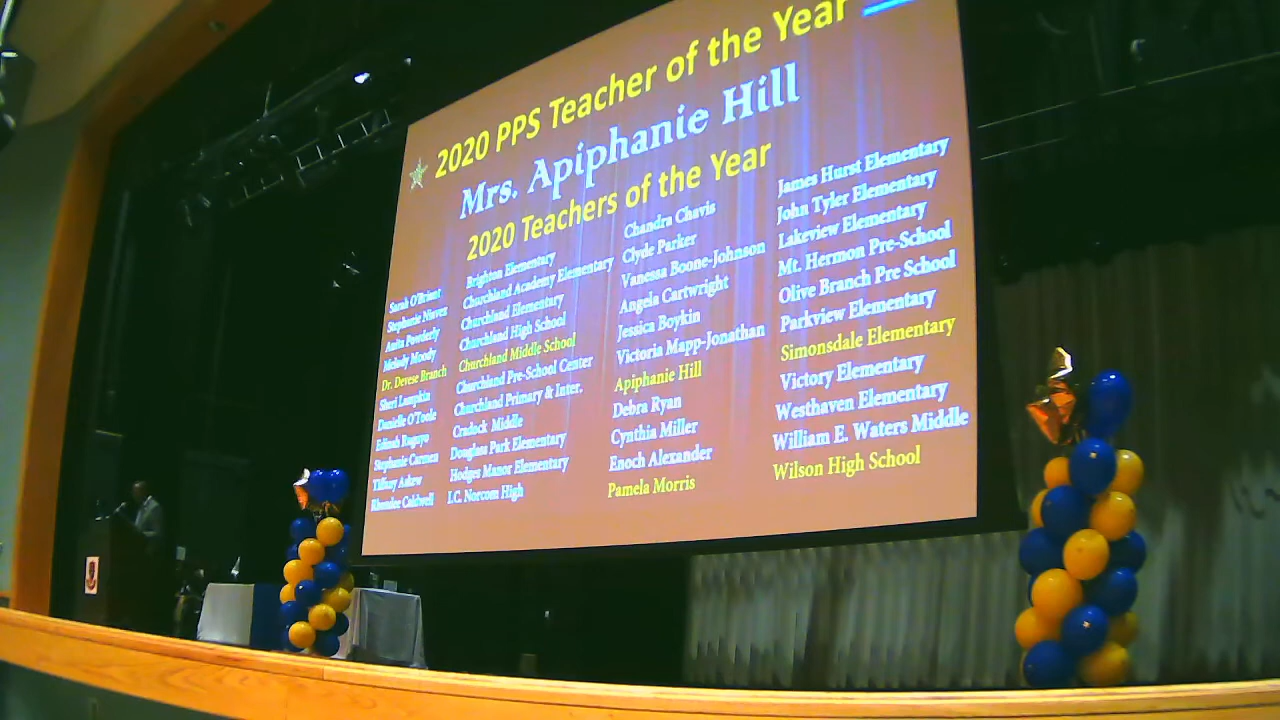 2020 PPS Teacher of the Year
Mrs. Apiphanie Hill
2020 Teachers of the Year
Sarah O'Briant Brighton Elementary
Stephanie Nieves Churchland Academy Elementary
Anita Powderly Churchland Elementary
Melody Moody Churchland High School
Dr. Devese Branch Churchland Middle School
Sheri Lampkin Churchland Pre-School Center
Danielle O'Toole Churchland Primary & Inter.
Cradock Middle
Stephanie Carmen Douglass Park Elementary
Tiffany Askew Hodges Manor Elementary
Caldwell I.C. Norcom High
Chandra Chavis James Hurst Elementary
Clyde Parker John Tyler Elementary
Vanessa Boone-Johnson Lakeview Elementary
Angela Cartwright Mt. Hermon Pre-School
Jessica Boykin Olive Branch Pre School
Victoria Mapp-Jonathan Parkview Elementary
Apiphanie Hill Simonsdale Elementary
Debra Ryan Victory Elementary
Cynthia Miller Westhaven Elementary
Enoch Alexander William E. Waters Middle
Pamela Morris Wilson High School